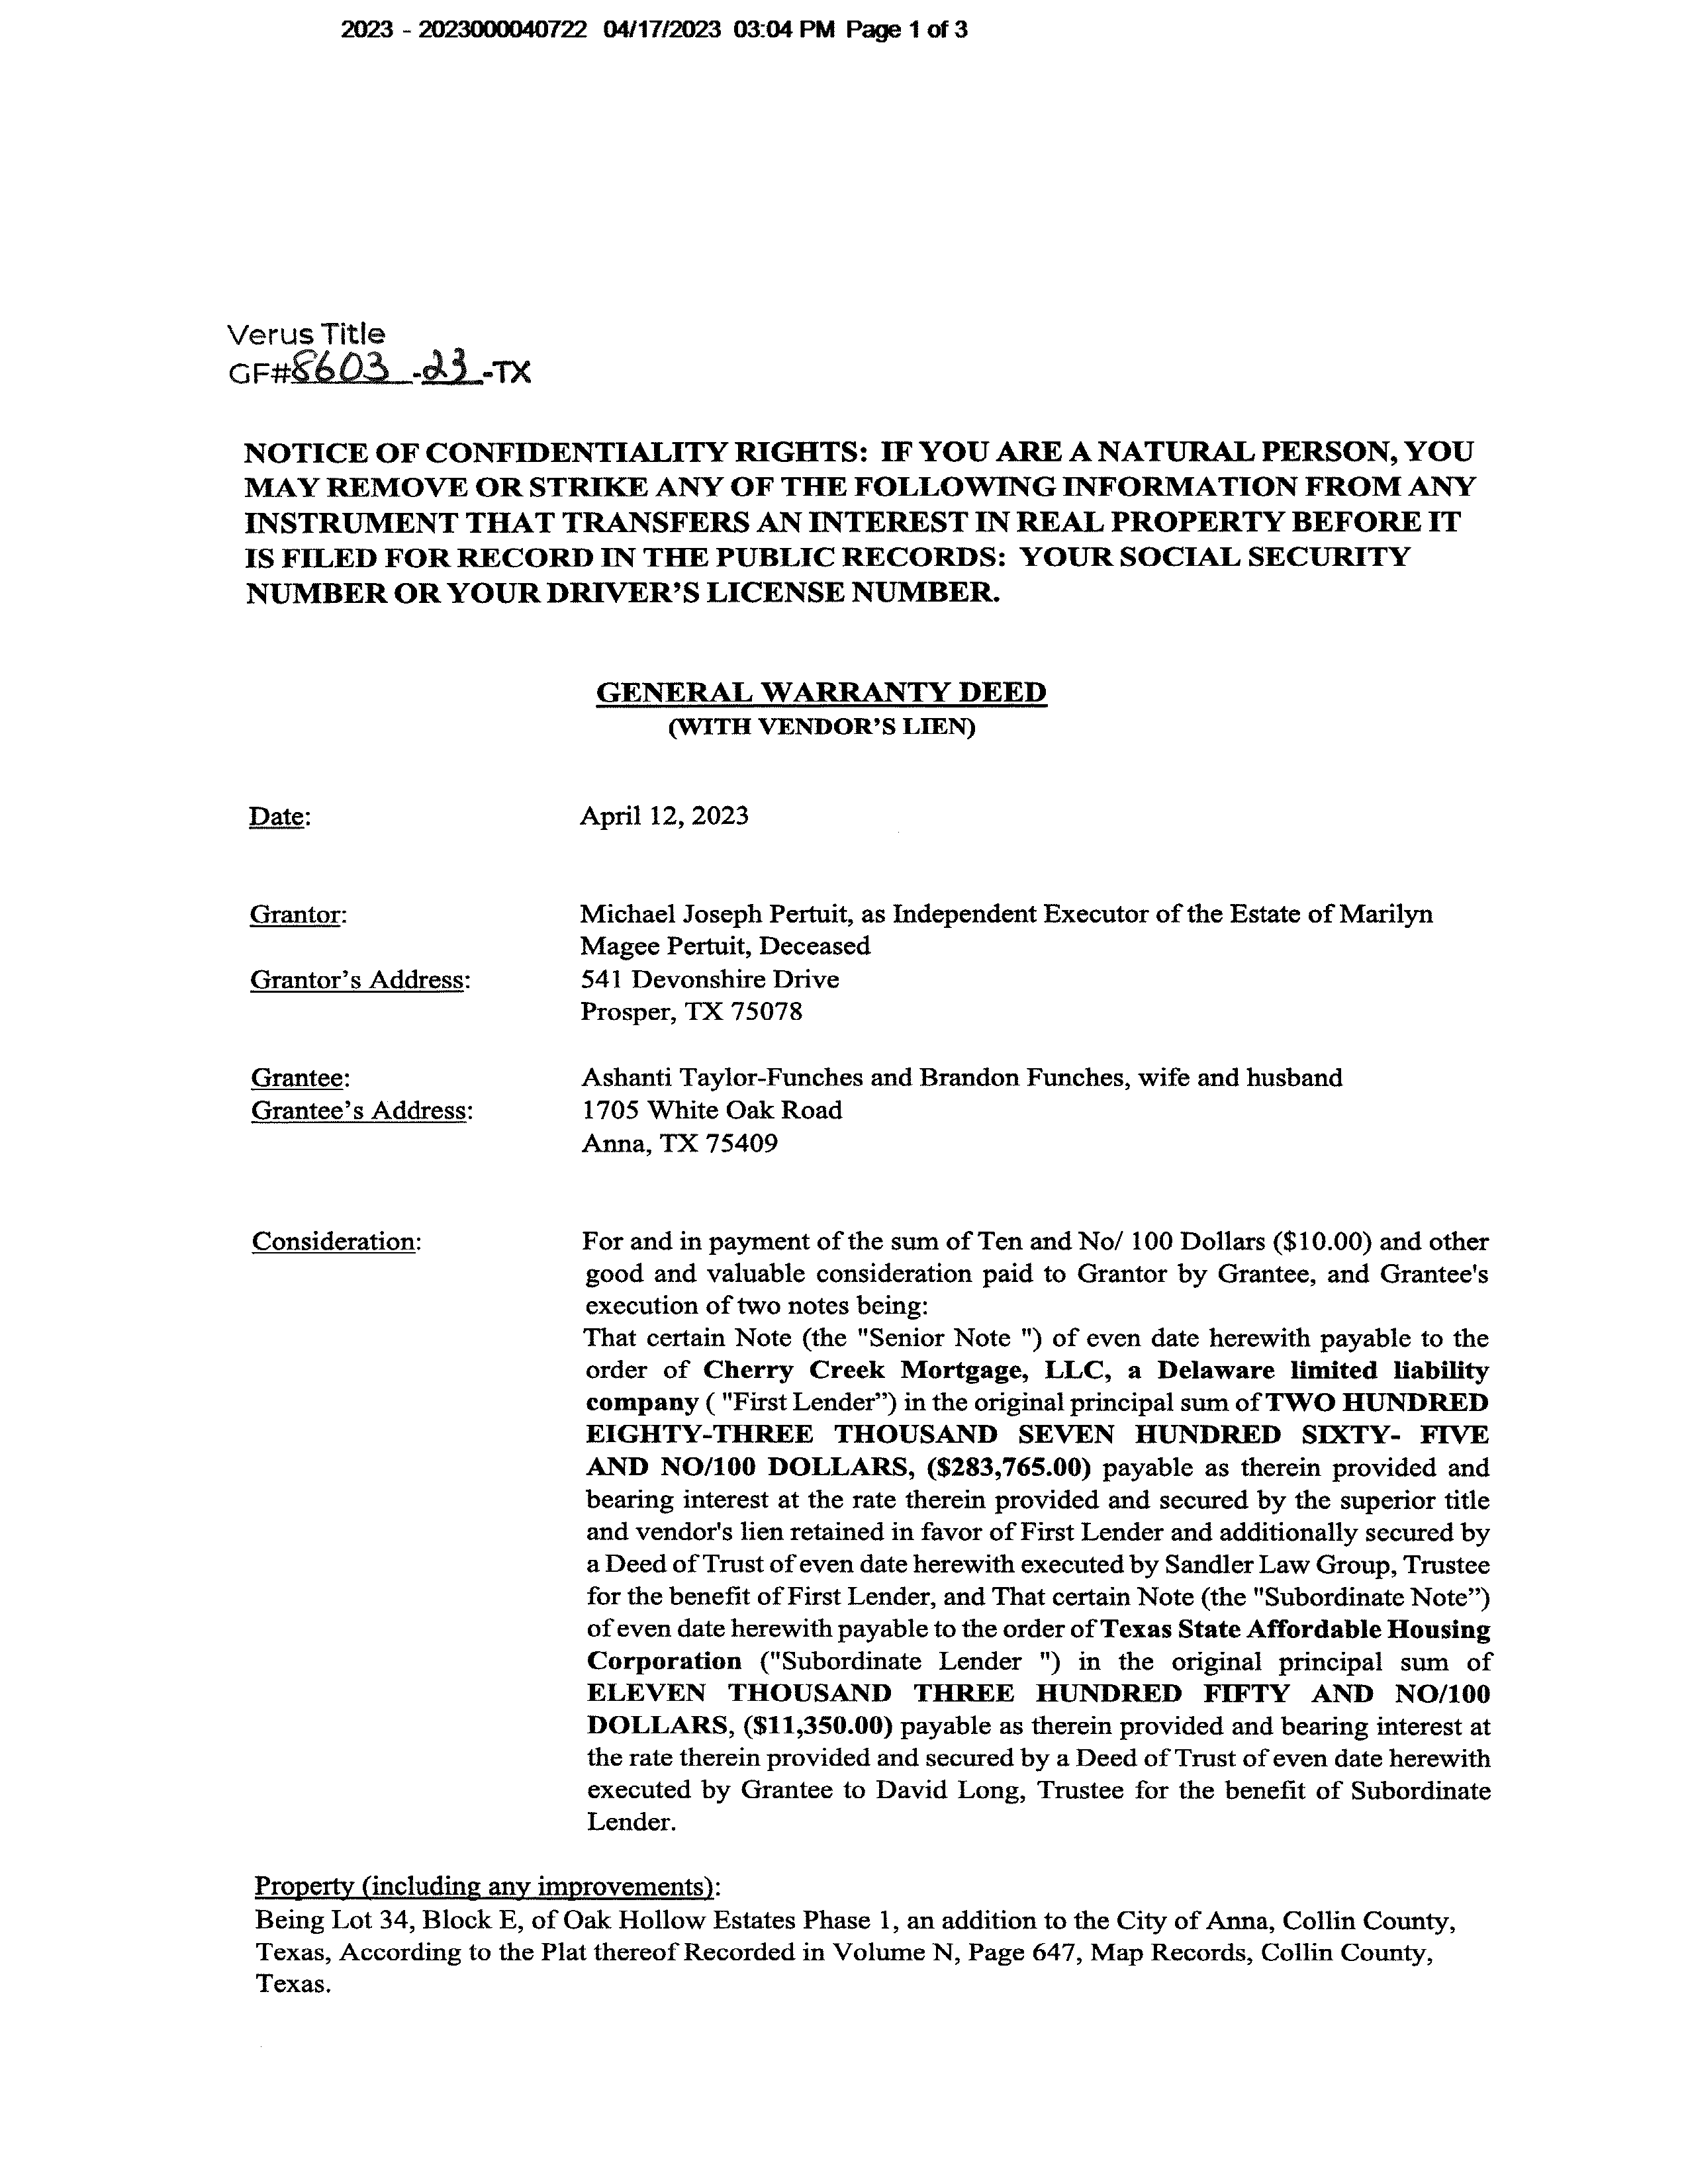 2023 - 2023000040722 04/17/2023 03:04 PM Page 1 of 3
Verus Title
GF#8603-23-TX
NOTICE OF CONFIDENTIALITY RIGHTS: IF YOU ARE A NATURAL PERSON, YOU
MAY REMOVE OR STRIKE ANY OF THE FOLLOWING INFORMATION FROM ANY
INSTRUMENT THAT TRANSFERS AN INTEREST IN REAL PROPERTY BEFORE IT
IS FILED FOR RECORD IN THE PUBLIC RECORDS: YOUR SOCIAL SECURITY
NUMBER OR YOUR DRIVER’S LICENSE NUMBER.
GENERAL WARRANTY DEED
(WITH VENDOR’S LIEN)
Date: April 12, 2023
Grantor: Michael Joseph Pertuit, as Independent Executor of the Estate of Marilyn
Magee Pertuit, Deceased
Grantor’s Address: 541 Devonshire Drive
Prosper, TX 75078
Grantee: Ashanti Taylor-Funches and Brandon Funches, wife and husband
Grantee’s Address: 1705 White Oak Road
Anna, TX 75409
Consideration: For and in payment of the sum of Ten and No/ 100 Dollars ($10.00) and other
good and valuable consideration paid to Grantor by Grantee, and Grantee's
execution of two notes being:
That certain Note (the "Senior Note ") of even date herewith payable to the
order of Cherry Creek Mortgage, LLC, a Delaware limited liability
company ( "First Lender”) in the original principal sum of TWO HUNDRED
EIGHTY-THREE THOUSAND SEVEN HUNDRED SIXTY- FIVE
AND NO/100 DOLLARS, ($283,765.00) payable as therein provided and
bearing interest at the rate therein provided and secured by the superior title
and vendor's lien retained in favor of First Lender and additionally secured by
a Deed of Trust of even date herewith executed by Sandler Law Group, Trustee
for the benefit of First Lender, and That certain Note (the "Subordinate Note”)
of even date herewith payable to the order of Texas State Affordable Housing
Corporation ("Subordinate Lender ") in the original principal sum of
ELEVEN THOUSAND THREE HUNDRED FIFTY AND NO/100
DOLLARS, ($11,350.00) payable as therein provided and bearing interest at
the rate therein provided and secured by a Deed of Trust of even date herewith
executed by Grantee to David Long, Trustee for the benefit of Subordinate
Lender.
Property (including any improvements):
Being Lot 34, Block E, of Oak Hollow Estates Phase 1, an addition to the City of Anna, Collin County,
Texas, According to the Plat thereof Recorded in Volume N, Page 647, Map Records, Collin County,
Texas.